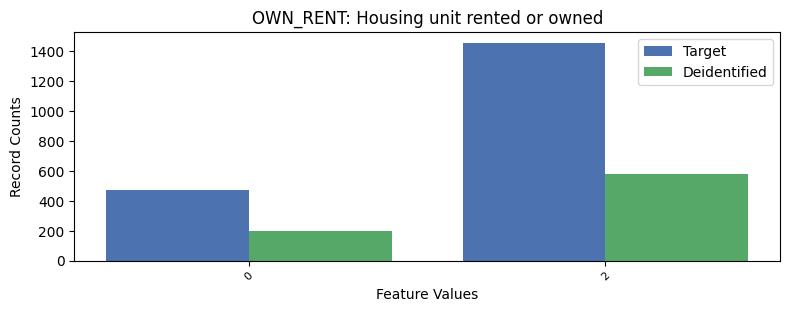 OWN_RENT: Housing unit rented or owned
Target
Deidentified
Record Counts
1400
1200
1000
800
600
400
200
0
0
2
Feature Values